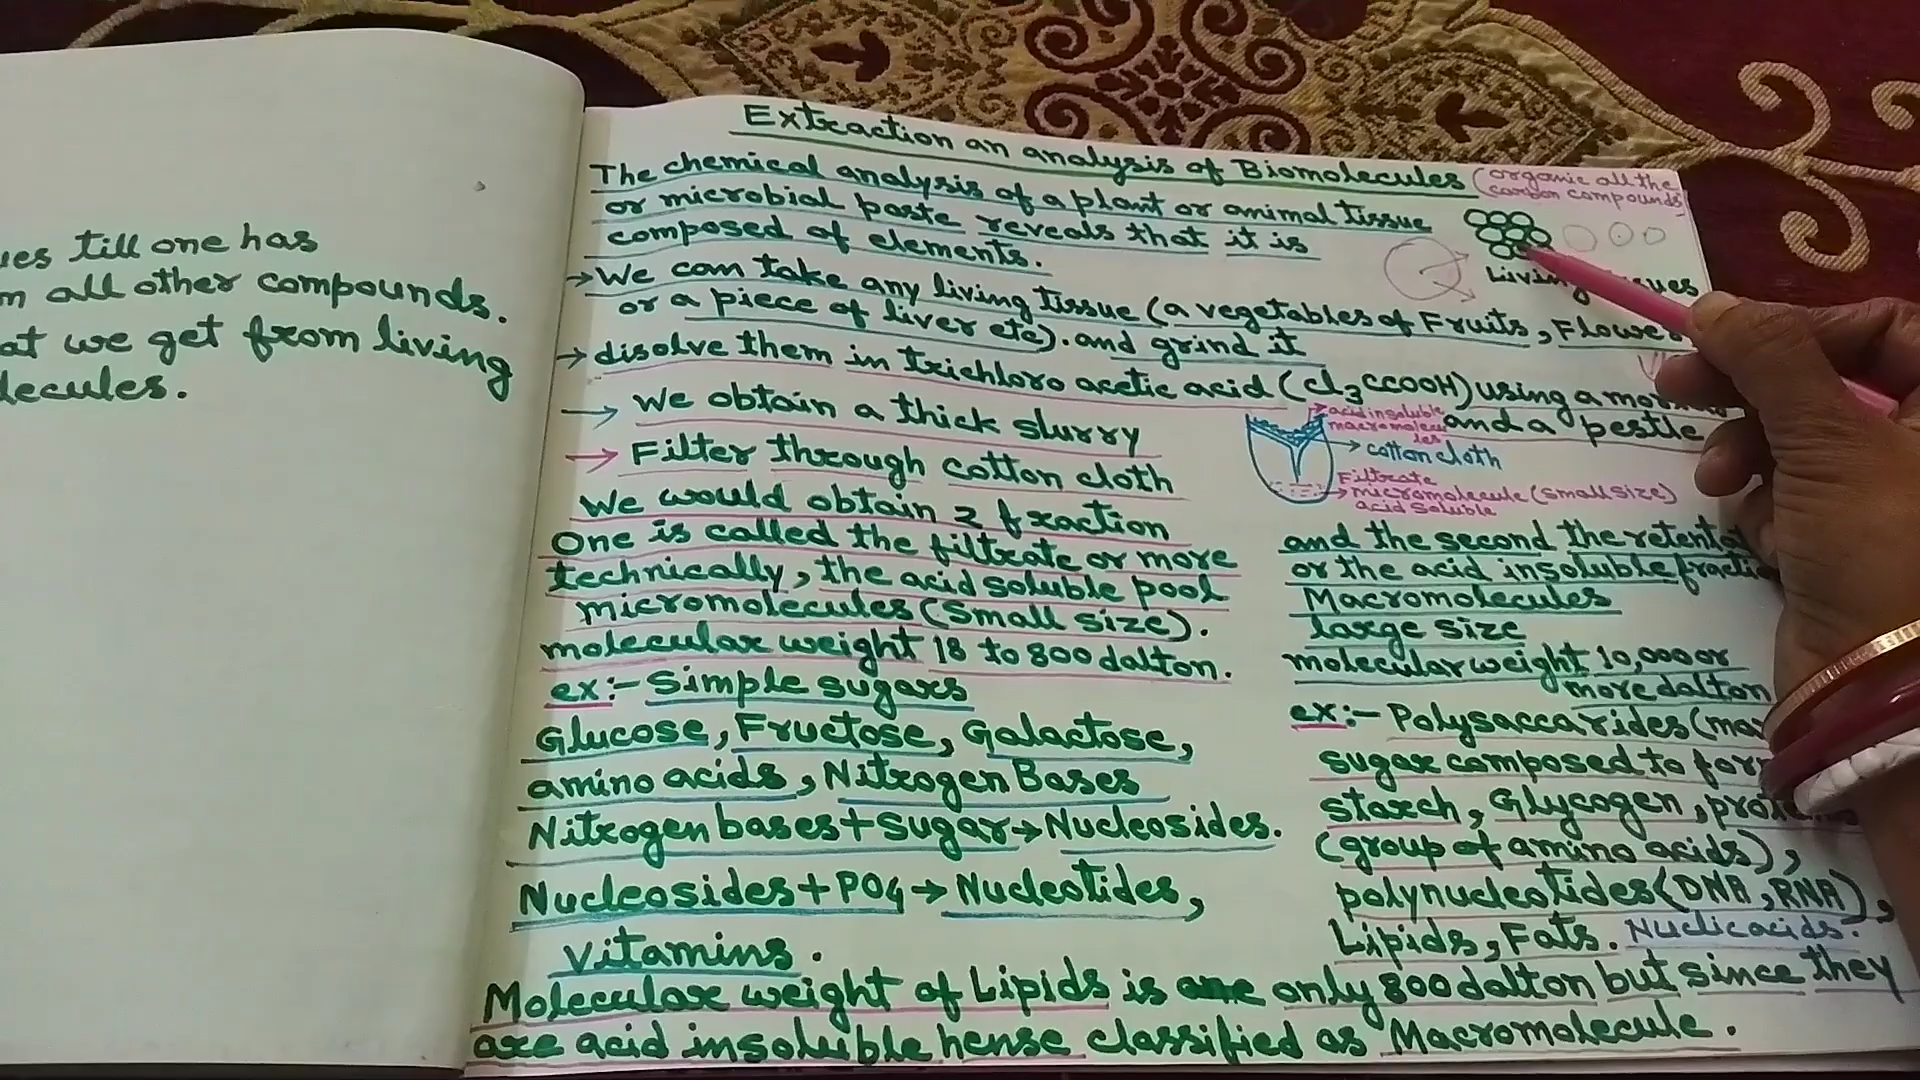 ues till one has
m all other compounds.
at we get from living
lecules.
Extraction an analysis of Biomolecules (organic all the
carbon compounds)
The chemical analysis of a plant or animal tissue
or microbial paste reveals that it is
composed of elements.
Living
→ We can take any living tissue (a vegetables of Fruits, Flowe
or a piece of liver etc). and grind it
→ disolve them in trichloro acetic acid (Cl3CCOOH) using a mo
and a pestle
→ We obtain a thick slurry
→ Filter through cotton cloth
acid insoluble
macromolecu
les
→ cotton cloth
Filtrate
→ micromolecule (small size)
acid soluble
We would obtain 2 fraction
One is called the filtrate or more
technically, the acid soluble pool
micromolecules (Small size).
molecular weight 18 to 800 dalton.
ex:- Simple sugars
Glucose, Fructose, Galactose,
amino acids, Nitrogen Bases
Nitrogen bases + Sugar → Nucleosides.
Nucleosides + PO4 → Nucleotides,
vitamins.
and the second the retent
or the acid insoluble fracti
Macromolecules
large size
molecular weight 10,000 or
more dalton
ex:- Polysaccarides (ma
sugar composed to for
starch, Glycogen, prote
(group of amino acids),
polynucleotides (DNA, RNA),
Lipids, Fats. Nuclic acids.
Molecular weight of Lipids is only 800 dalton but since they
are acid insoluble hense classified as Macromolecule.